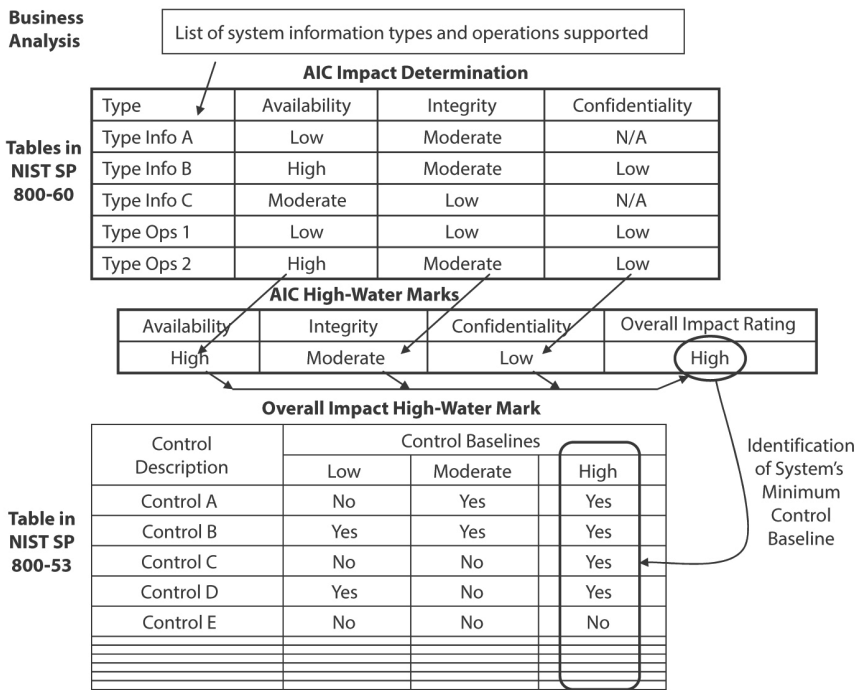 Business
Analysis
List of system information types and operations supported
AIC Impact Determination
Tables in
NIST SP
800-60
Type Availability Integrity Confidentiality
Type Info A Low Moderate N/A
Type Info B High Moderate Low
Type Info C Moderate Low N/A
Type Ops 1 Low Low Low
Type Ops 2 High Moderate Low
AIC High-Water Marks
Availability Integrity Confidentiality Overall Impact Rating
High Moderate Low High
Overall Impact High-Water Mark
Table in
NIST SP
800-53
Control
Description
Control Baselines
Low Moderate High
Control A No Yes Yes
Control B Yes Yes Yes
Control C No No Yes
Control D Yes No Yes
Control E No No No
Identification
of System's
Minimum
Control
Baseline